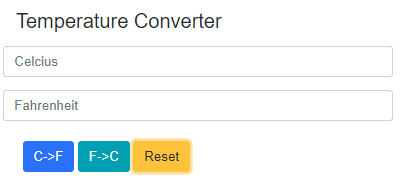 Temperature Converter
Celcius
Fahrenheit
C->F F->C Reset